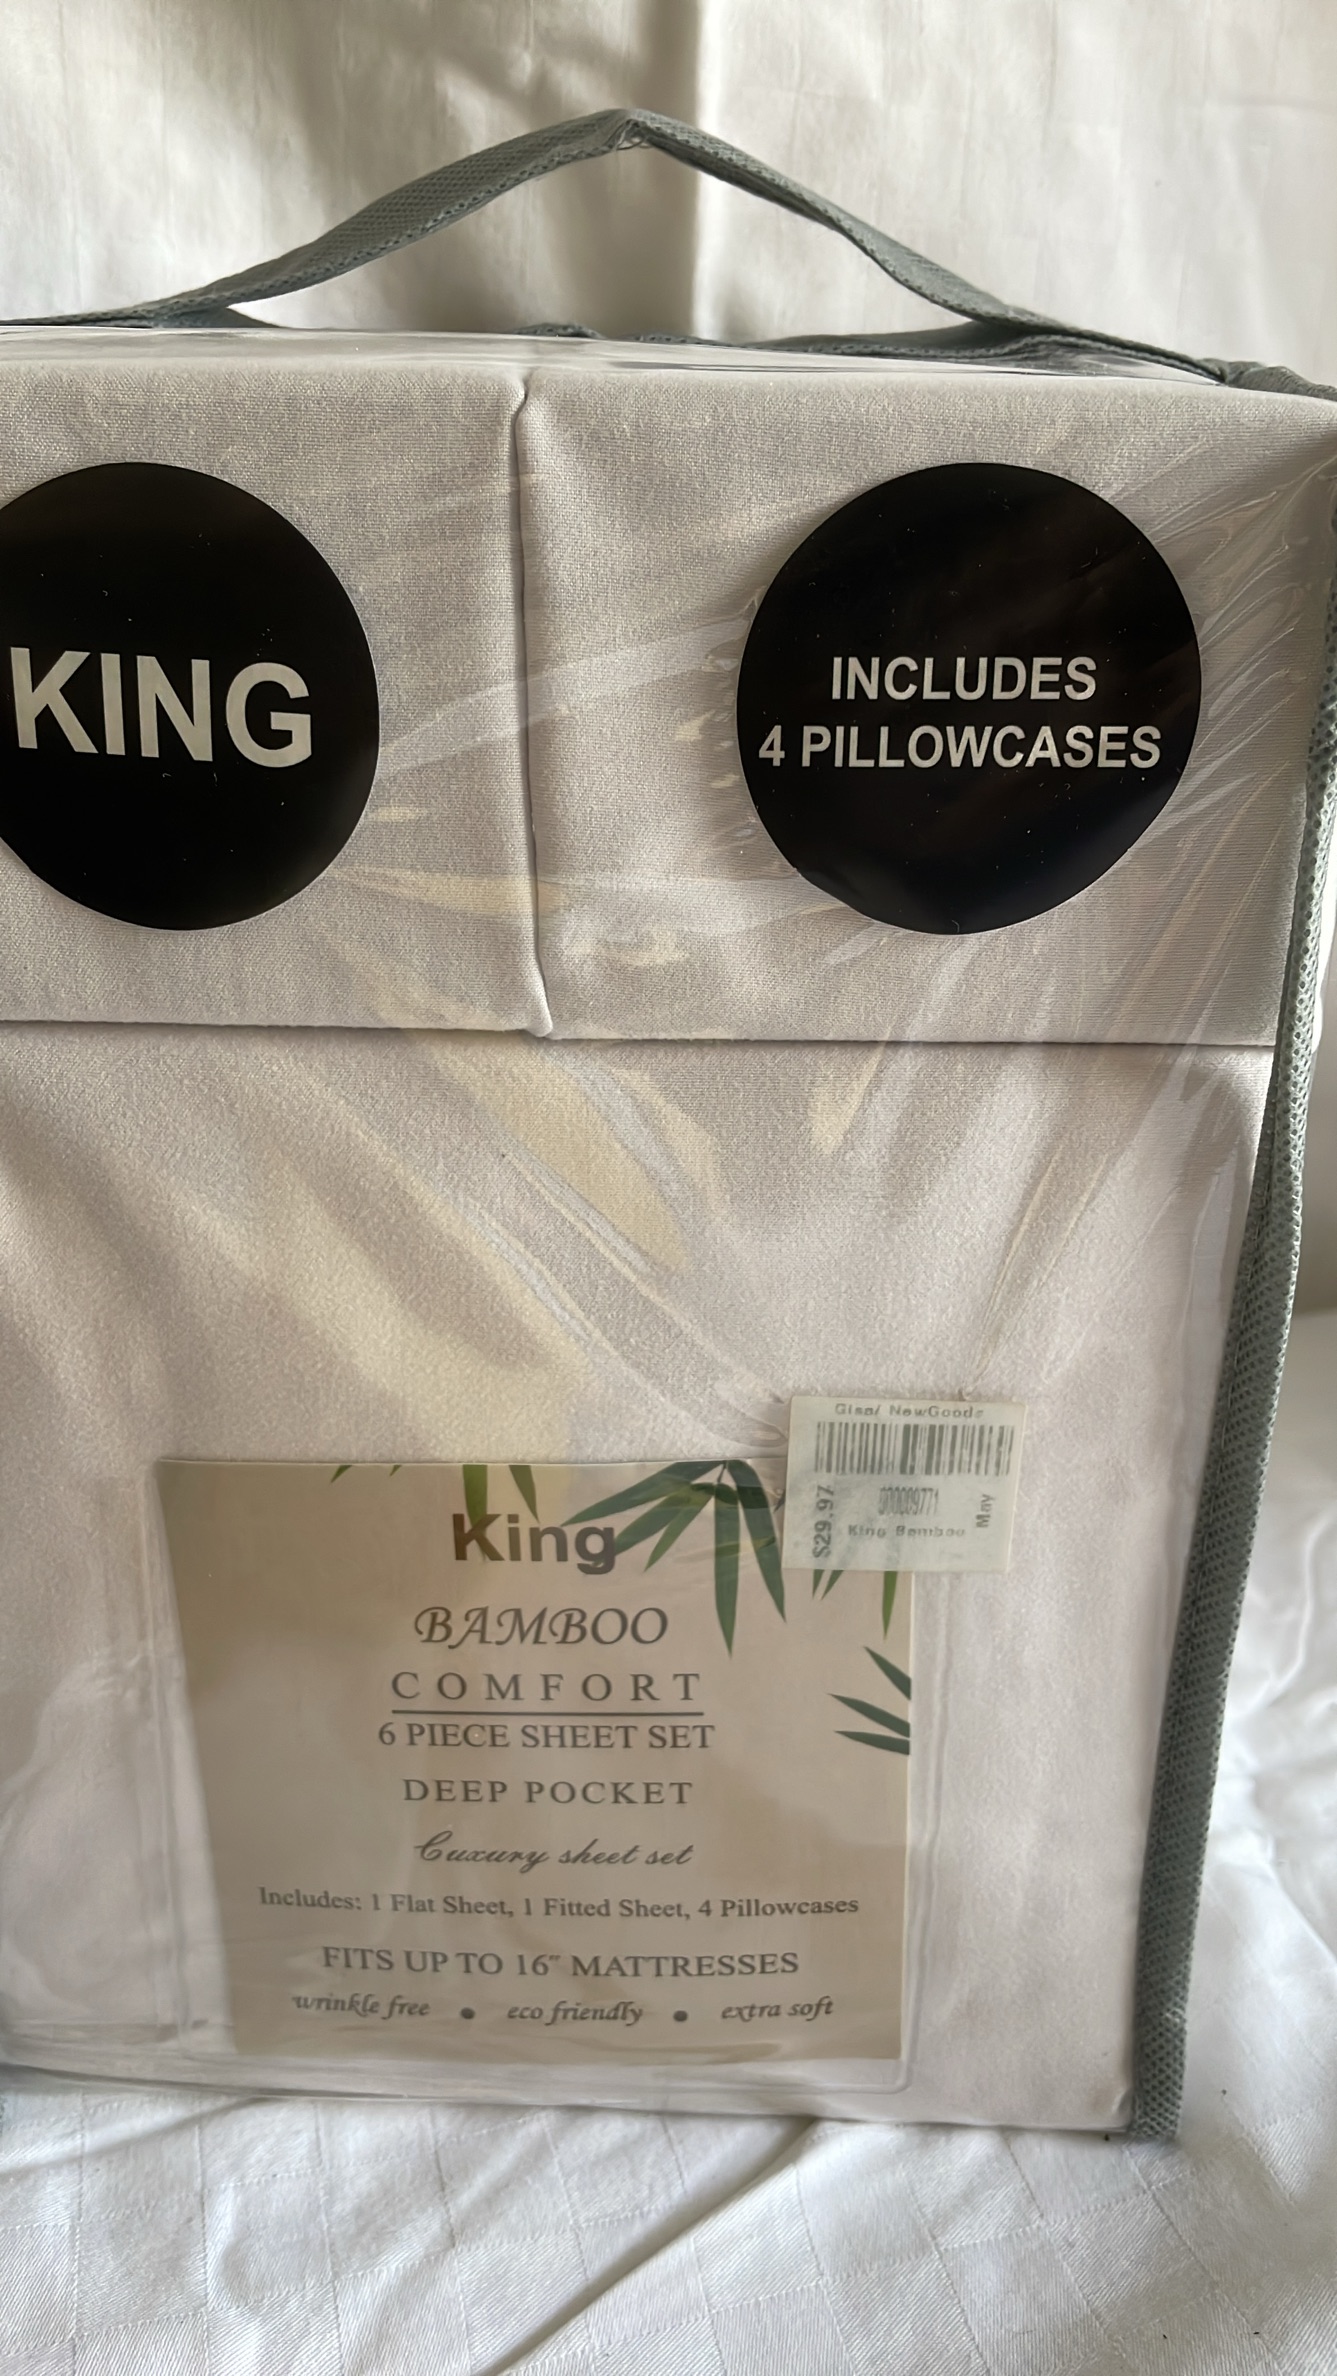 KING
INCLUDES
4 PILLOWCASES
NewGoods
$29.97
000009771
May
King Bamboo
King
BAMBOO
COMFORT
6 PIECE SHEET SET
DEEP POCKET
Luxury sheet set
Includes: 1 Flat Sheet, 1 Fitted Sheet, 4 Pillowcases
FITS UP TO 16" MATTRESSES
wrinkle free • eco friendly • extra soft